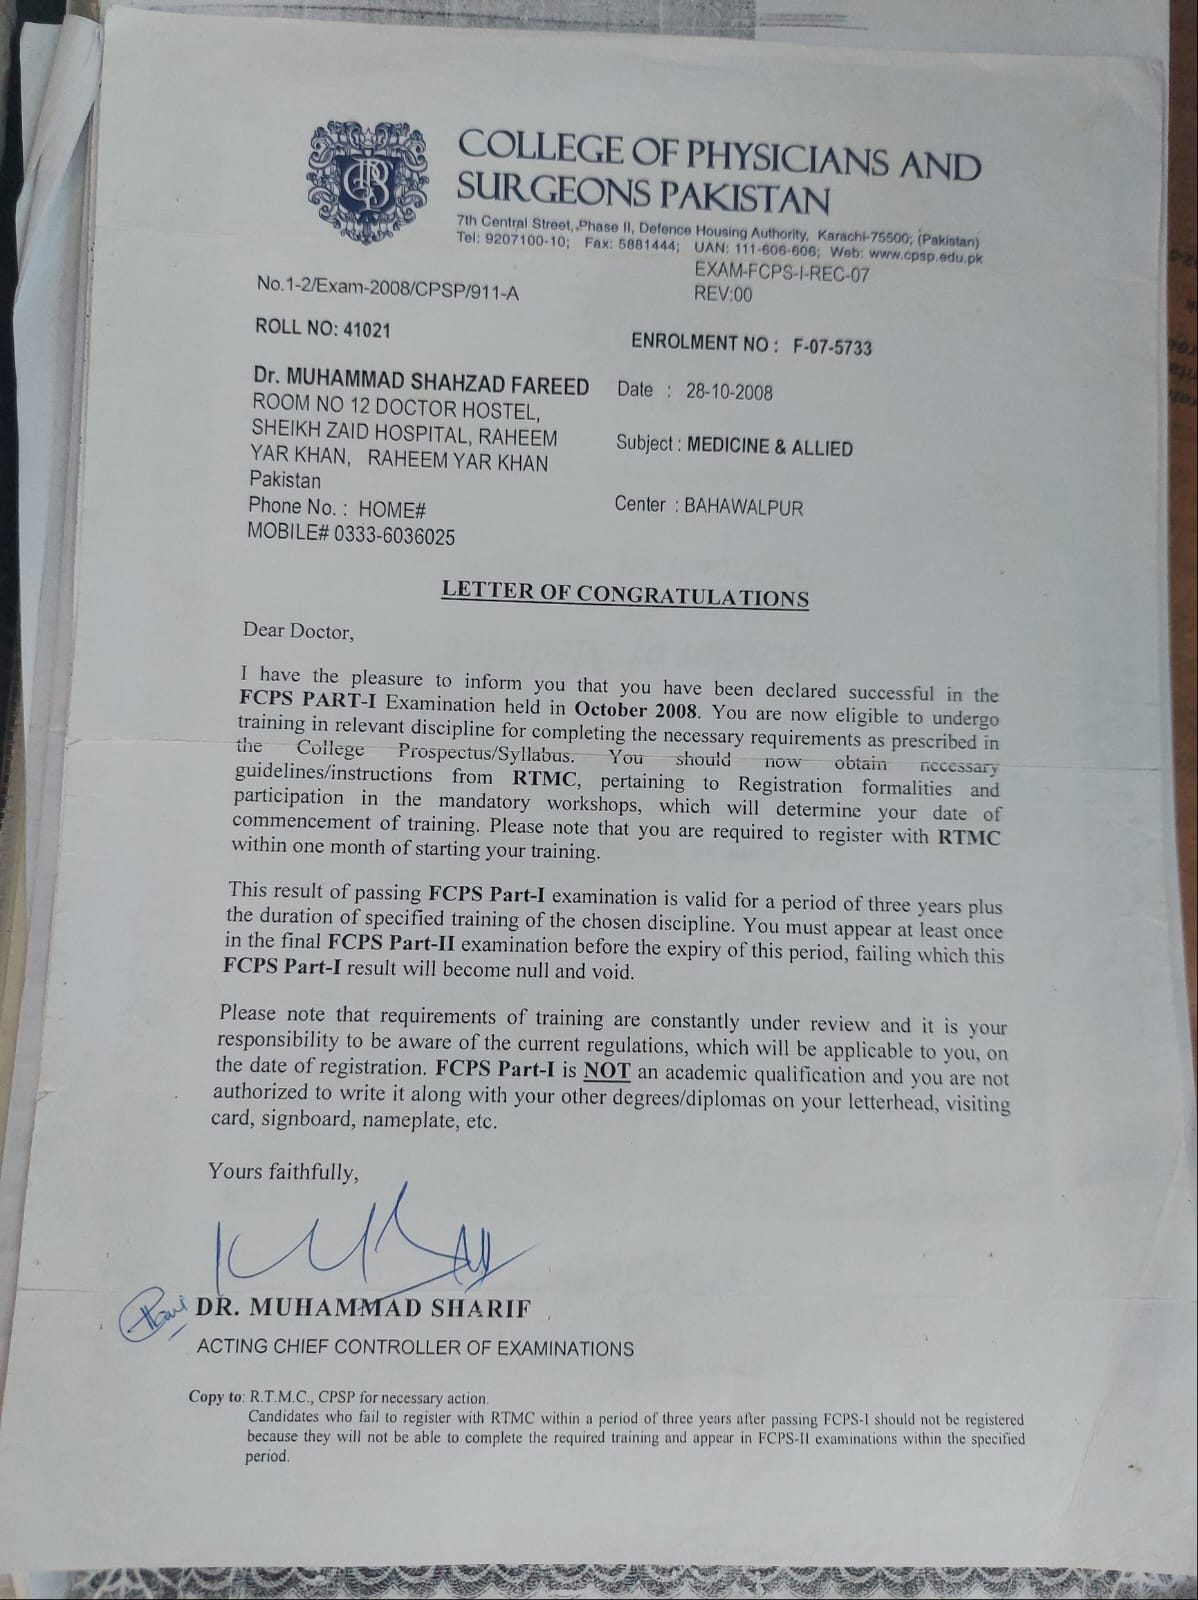 COLLEGE OF PHYSICIANS AND
SURGEONS PAKISTAN
7th Central Street, Phase II, Defence Housing Authority, Karachi-75500, (Pakistan)
Tel: 9207100-10; Fax: 5881444; UAN: 111-606-606; Web: www.cpsp.edu.pk
EXAM-FCPS-I-REC-07
No.1-2/Exam-2008/CPSP/911-A
REV:00
ROLL NO: 41021
ENROLMENT NO : F-07-5733
Dr. MUHAMMAD SHAHZAD FAREED
Date : 28-10-2008
ROOM NO 12 DOCTOR HOSTEL,
SHEIKH ZAID HOSPITAL, RAHEEM
Subject : MEDICINE & ALLIED
YAR KHAN, RAHEEM YAR KHAN
Pakistan
Phone No. : HOME#
Center : BAHAWALPUR
MOBILE# 0333-6036025
LETTER OF CONGRATULATIONS
Dear Doctor,
I have the pleasure to inform you that you have been declared successful in the
FCPS PART-I Examination held in October 2008. You are now eligible to undergo
training in relevant discipline for completing the necessary requirements as prescribed in
the College Prospectus/Syllabus. You should now obtain necessary
guidelines/instructions from RTMC, pertaining to Registration formalities and
participation in the mandatory workshops, which will determine your date of
commencement of training. Please note that you are required to register with RTMC
within one month of starting your training.
This result of passing FCPS Part-I examination is valid for a period of three years plus
the duration of specified training of the chosen discipline. You must appear at least once
in the final FCPS Part-II examination before the expiry of this period, failing which this
FCPS Part-I result will become null and void.
Please note that requirements of training are constantly under review and it is your
responsibility to be aware of the current regulations, which will be applicable to you, on
the date of registration. FCPS Part-I is NOT an academic qualification and you are not
authorized to write it along with your other degrees/diplomas on your letterhead, visiting
card, signboard, nameplate, etc.
Yours faithfully,
DR. MUHAMMAD SHARIF
ACTING CHIEF CONTROLLER OF EXAMINATIONS
Copy to: R.T.M.C., CPSP for necessary action.
Candidates who fail to register with RTMC within a period of three years after passing FCPS-I should not be registered
because they will not be able to complete the required training and appear in FCPS-II examinations within the specified
period.